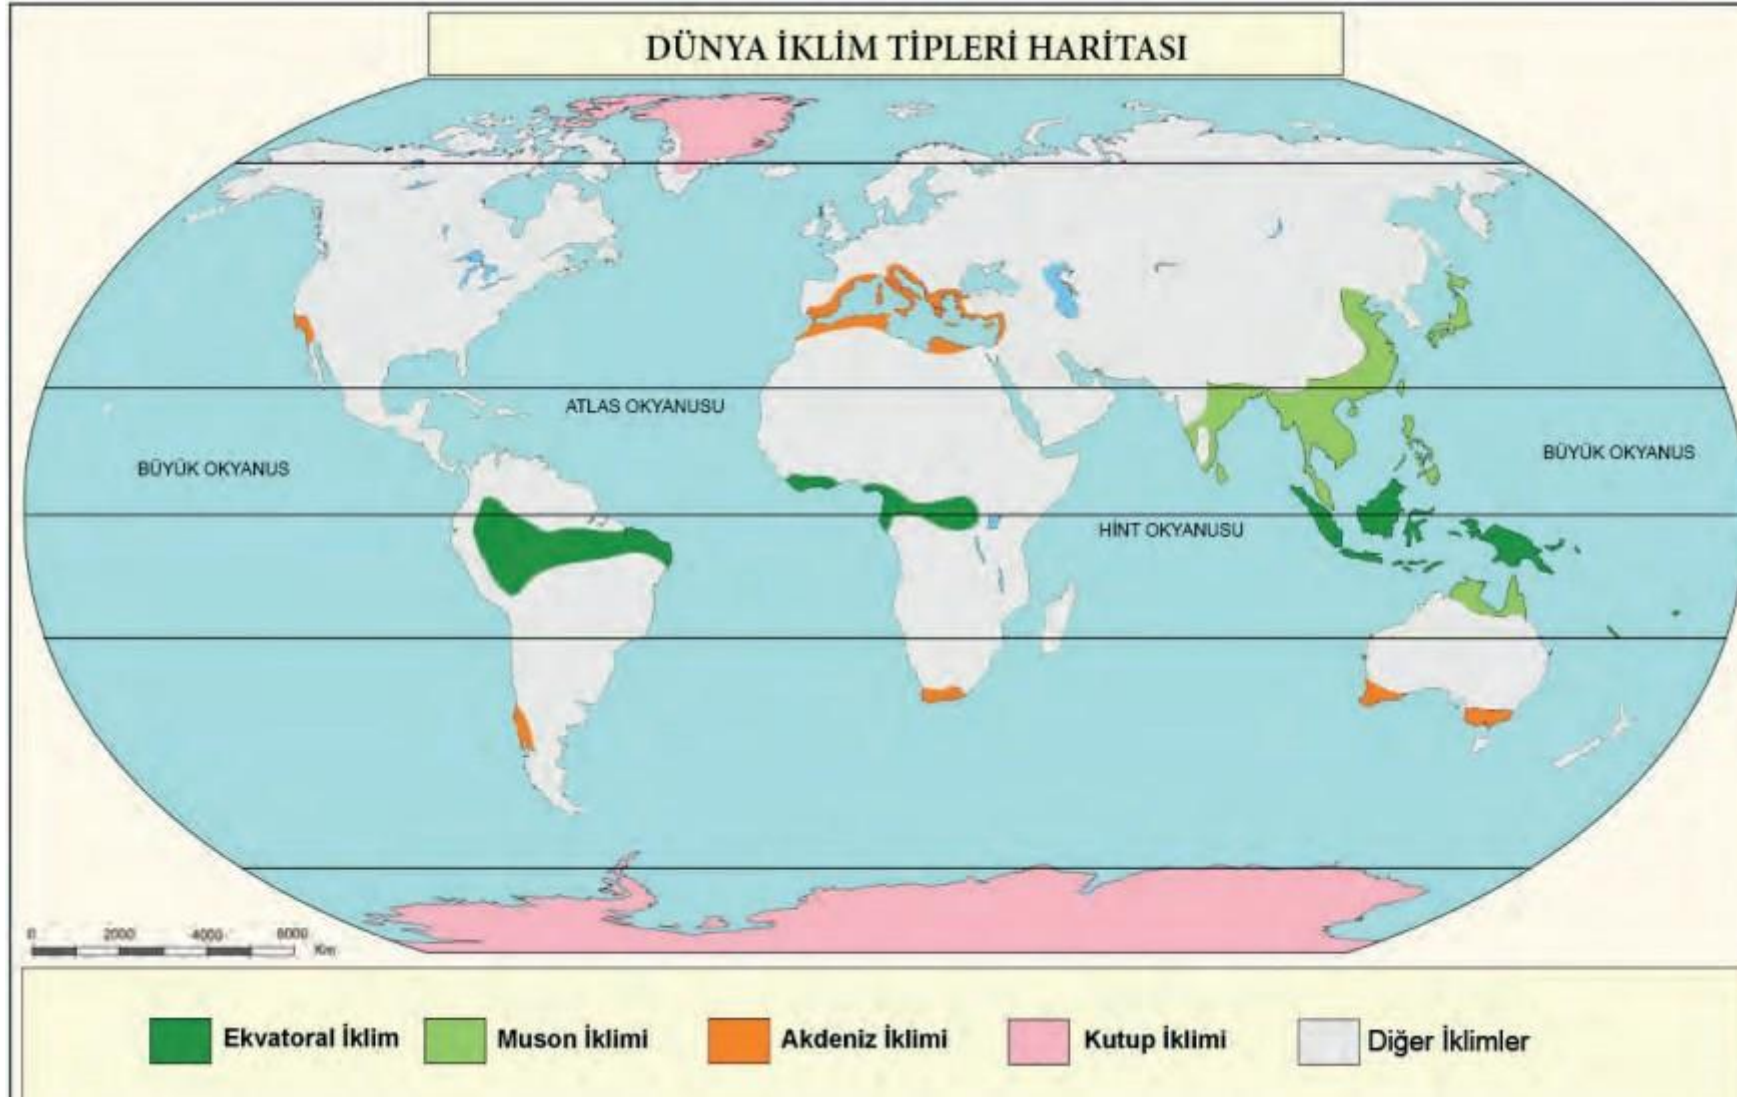 DÜNYA İKLİM TİPLERİ HARİTASI
ATLAS OKYANUSU
BÜYÜK OKYANUS
BÜYÜK OKYANUS
HİNT OKYANUSU
0 2000 4000 6000
Km
Ekvatoral İklim
Muson İklimi
Akdeniz İklimi
Kutup İklimi
Diğer İklimler